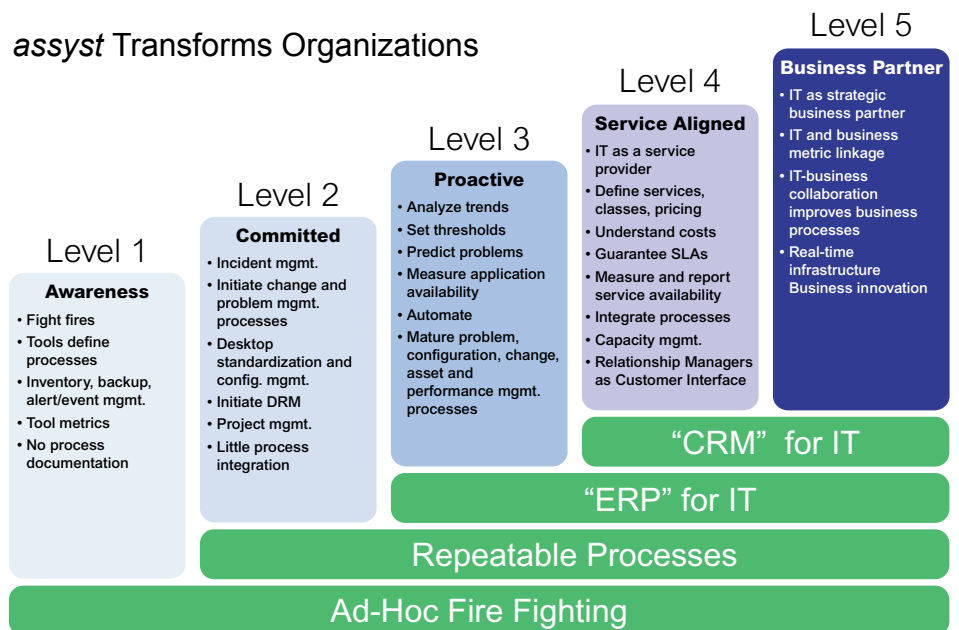 assyst Transforms Organizations
Level 1
Awareness
• Fight fires
• Tools define
processes
• Inventory, backup,
alert/event mgmt.
• Tool metrics
• No process
documentation
Level 2
Committed
• Incident mgmt.
• Initiate change and
problem mgmt.
processes
• Desktop
standardization and
config. mgmt.
• Initiate DRM
• Project mgmt.
• Little process
integration
Level 3
Proactive
• Analyze trends
• Set thresholds
• Predict problems
• Measure application
availability
• Automate
• Mature problem,
configuration, change,
asset and
performance mgmt.
processes
Level 4
Service Aligned
• IT as a service
provider
• Define services,
classes, pricing
• Understand costs
• Guarantee SLAs
• Measure and report
service availability
• Integrate processes
• Capacity mgmt.
• Relationship Managers
as Customer Interface
Level 5
Business Partner
• IT as strategic
business partner
• IT and business
metric linkage
• IT-business
collaboration
improves business
processes
• Real-time
infrastructure
Business innovation
“CRM” for IT
“ERP” for IT
Repeatable Processes
Ad-Hoc Fire Fighting